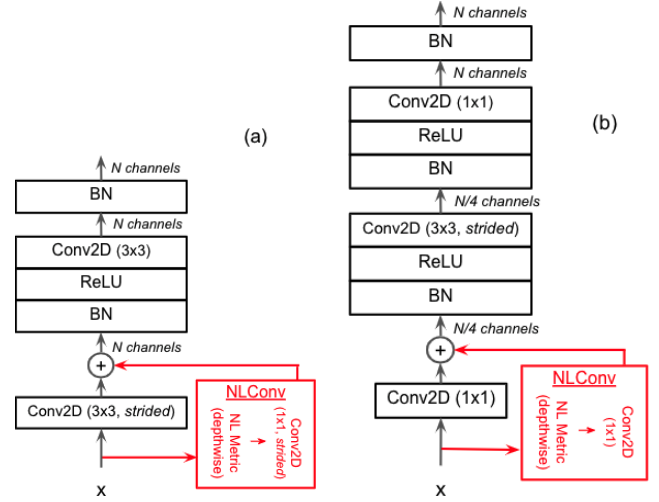 (a)
N channels
BN
N channels
Conv2D (3x3)
ReLU
BN
N channels
+
Conv2D (3x3, strided)
NLConv
NL Metric
(depthwise)
→
Conv2D
(1x1, strided)
x
(b)
N channels
BN
N channels
Conv2D (1x1)
ReLU
BN
N/4 channels
Conv2D (3x3, strided)
ReLU
BN
N/4 channels
+
Conv2D (1x1)
NLConv
NL Metric
(depthwise)
→
Conv2D
(1x1)
x